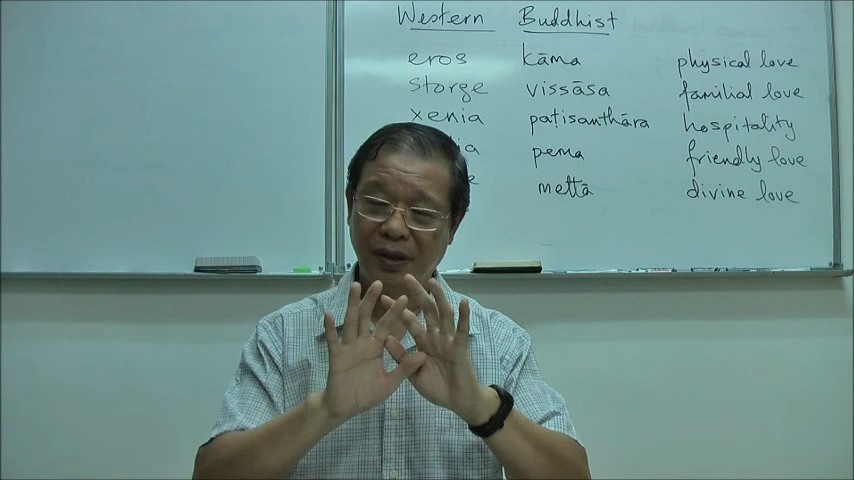 Western Buddhist
eros kāma physical love
storge vissāsa familial love
xenia paṭisanthāra hospitality
pema friendly love
mettā divine love